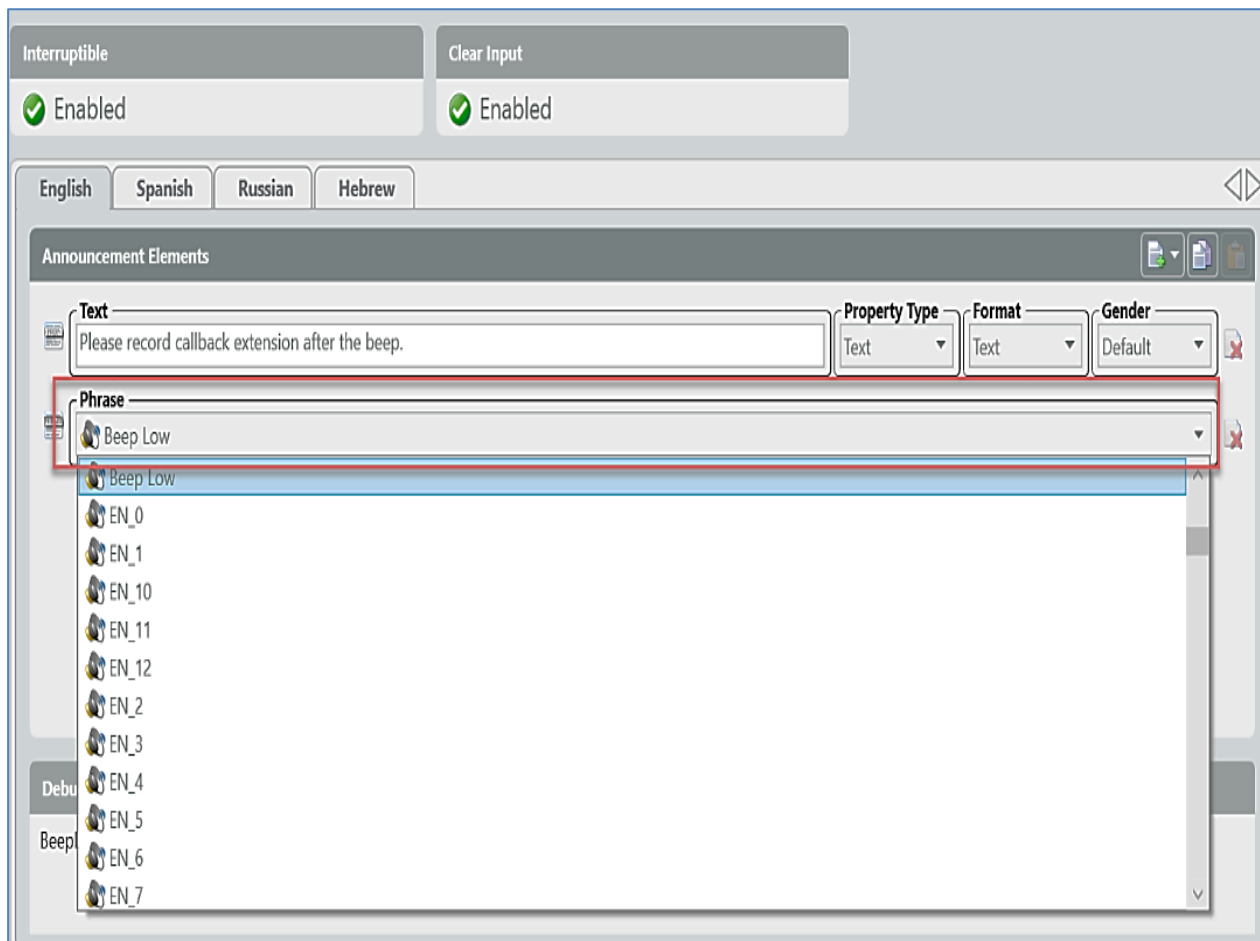 Interruptible
Clear Input
Enabled
Enabled
English Spanish Russian Hebrew
Announcement Elements
Text
Property Type
Format
Gender
Please record callback extension after the beep.
Text
Text
Default
Phrase
Beep Low
Beep Low
EN_0
EN_1
EN_10
EN_11
EN_12
EN_2
EN_3
EN_4
EN_5
EN_6
EN_7
Debu
Beepl